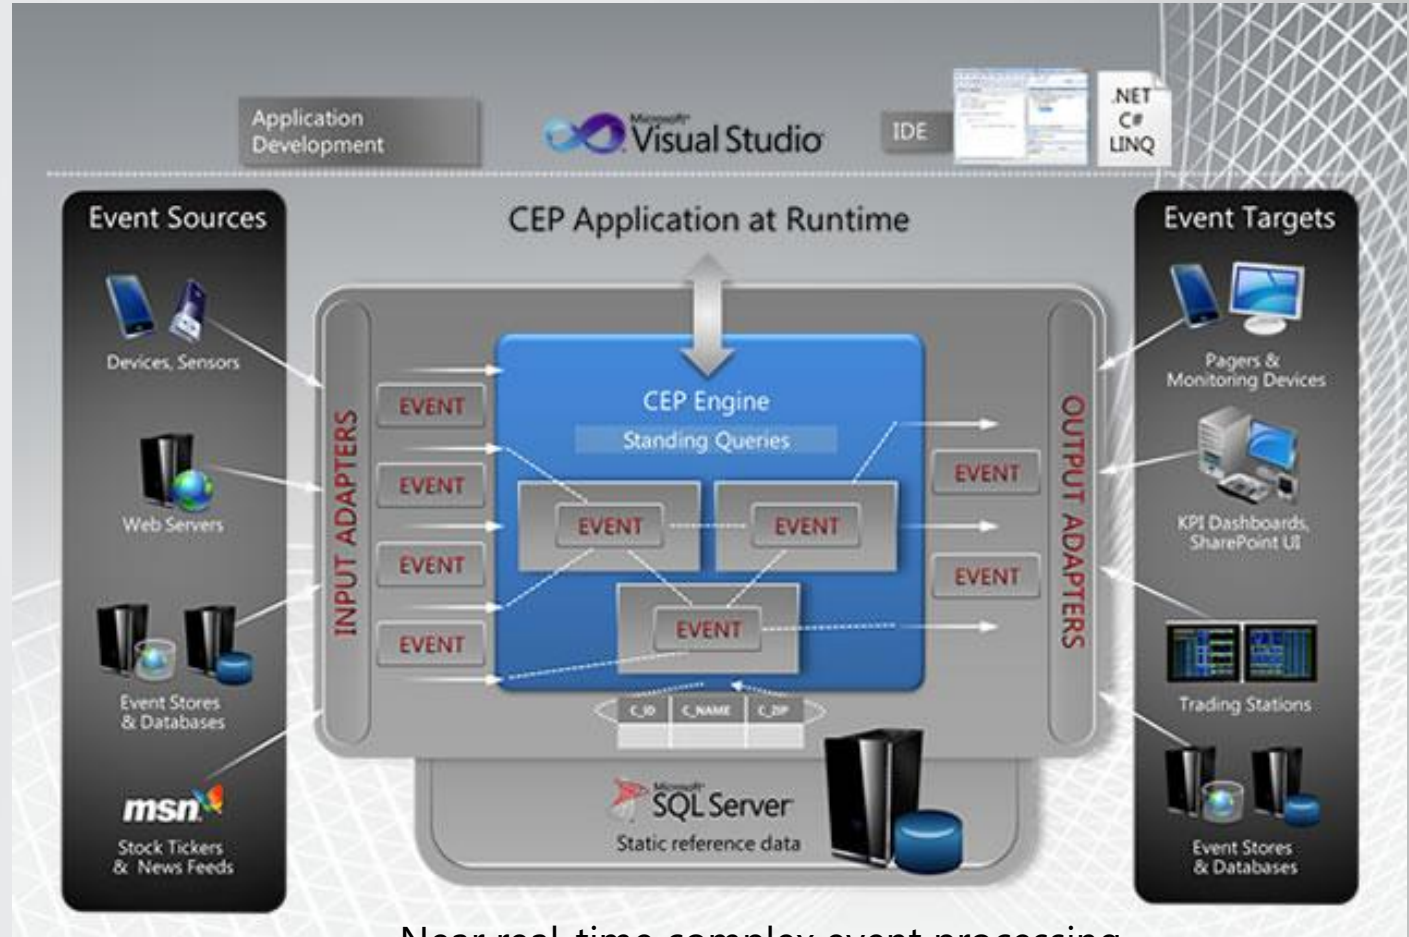 Application
Development
Microsoft
Visual Studio
IDE
.NET
C#
LINQ
Event Sources
Devices, Sensors
Web Servers
Event Stores
& Databases
msn
Stock Tickers
& News Feeds
CEP Application at Runtime
INPUT ADAPTERS
EVENT
EVENT
EVENT
EVENT
CEP Engine
Standing Queries
EVENT
EVENT
EVENT
EVENT
EVENT
OUTPUT ADAPTERS
C_ID C_NAME C_ZIP
Microsoft
SQL Server
Static reference data
Event Targets
Pagers &
Monitoring Devices
KPI Dashboards,
SharePoint UI
Trading Stations
Event Stores
& Databases
Near real-time complex event processing